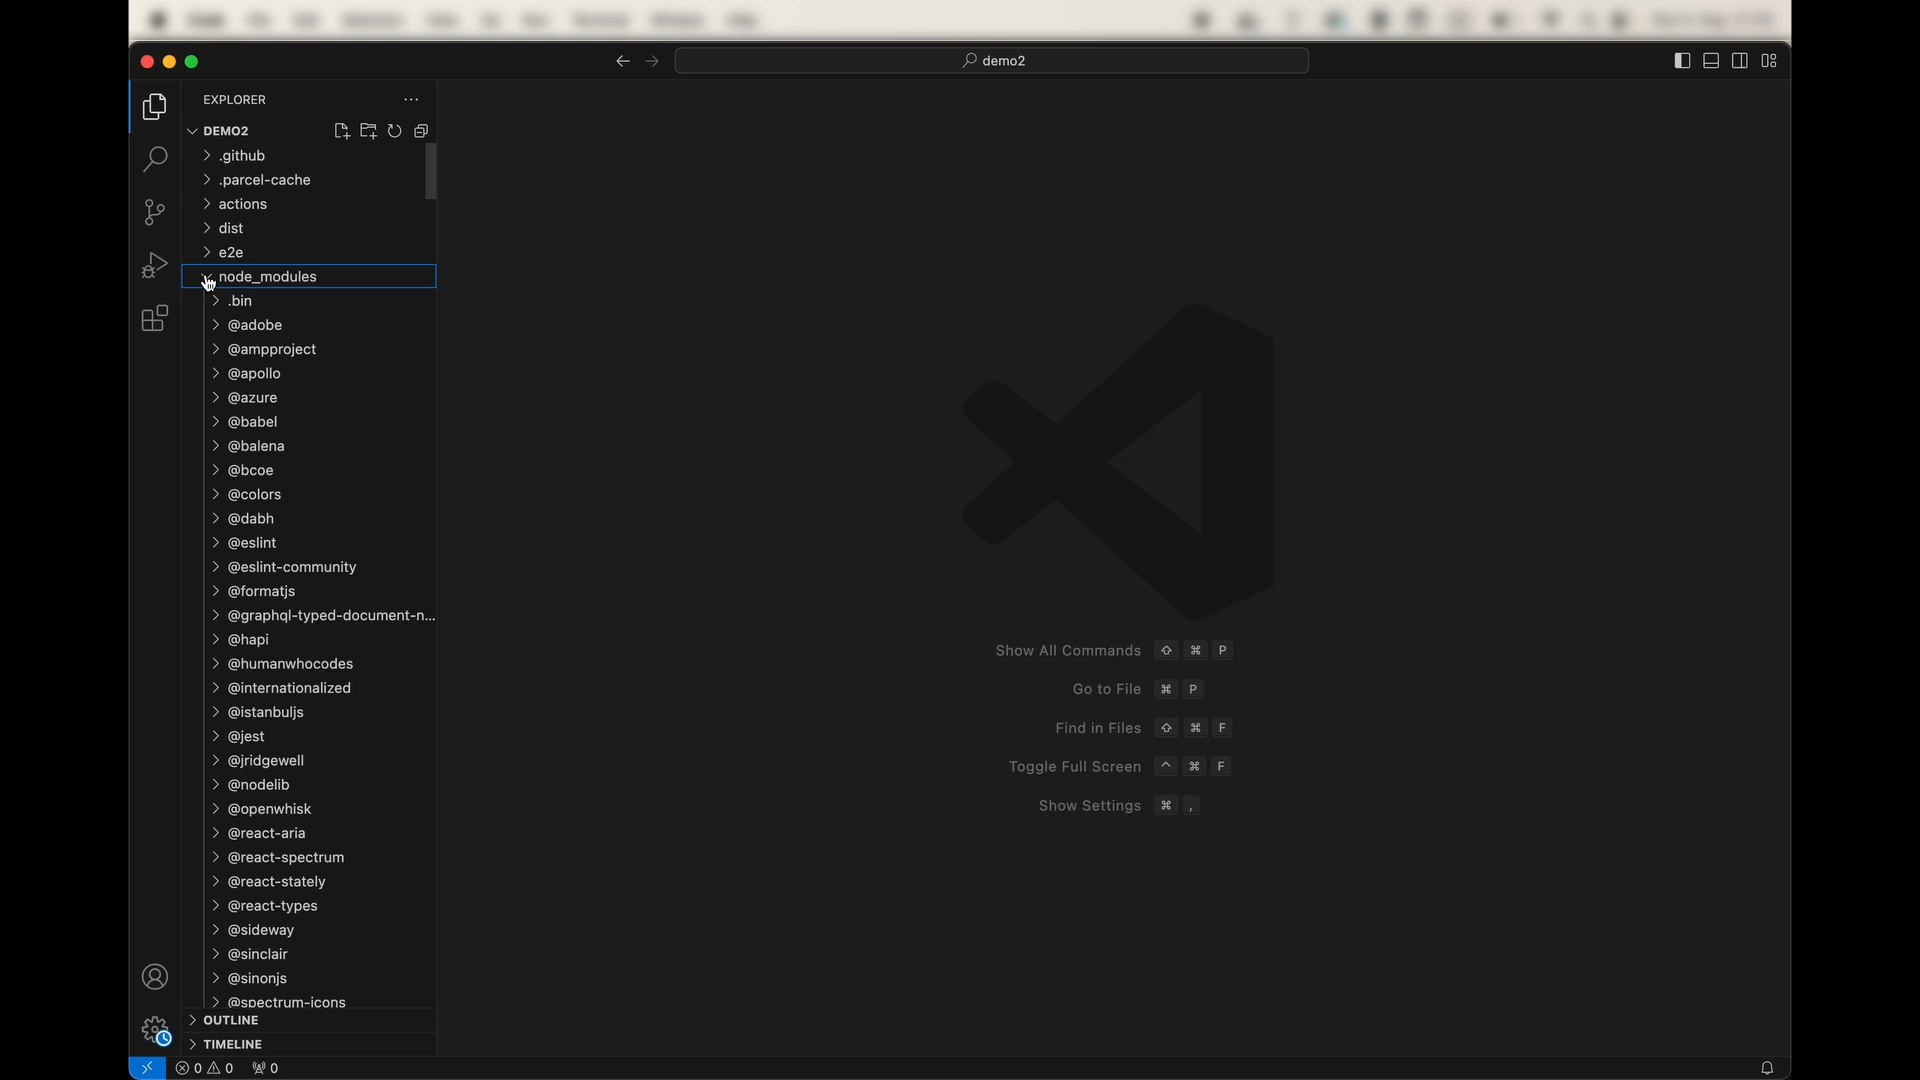 demo2
EXPLORER
DEMO2
.github
.parcel-cache
actions
dist
e2e
node_modules
.bin
@adobe
@ampproject
@apollo
@azure
@babel
@balena
@bcoe
@colors
@dabh
@eslint
@eslint-community
@formatjs
@graphql-typed-document-n...
@hapi
@humanwhocodes
@internationalized
@istanbuljs
@jest
@jridgewell
@nodelib
@openwhisk
@react-aria
@react-spectrum
@react-stately
@react-types
@sideway
@sinclair
@sinonjs
@spectrum-icons
OUTLINE
TIMELINE
Show All Commands ⇧ ⌘ P
Go to File ⌘ P
Find in Files ⇧ ⌘ F
Toggle Full Screen ^ ⌘ F
Show Settings ⌘ ,
0 0 0